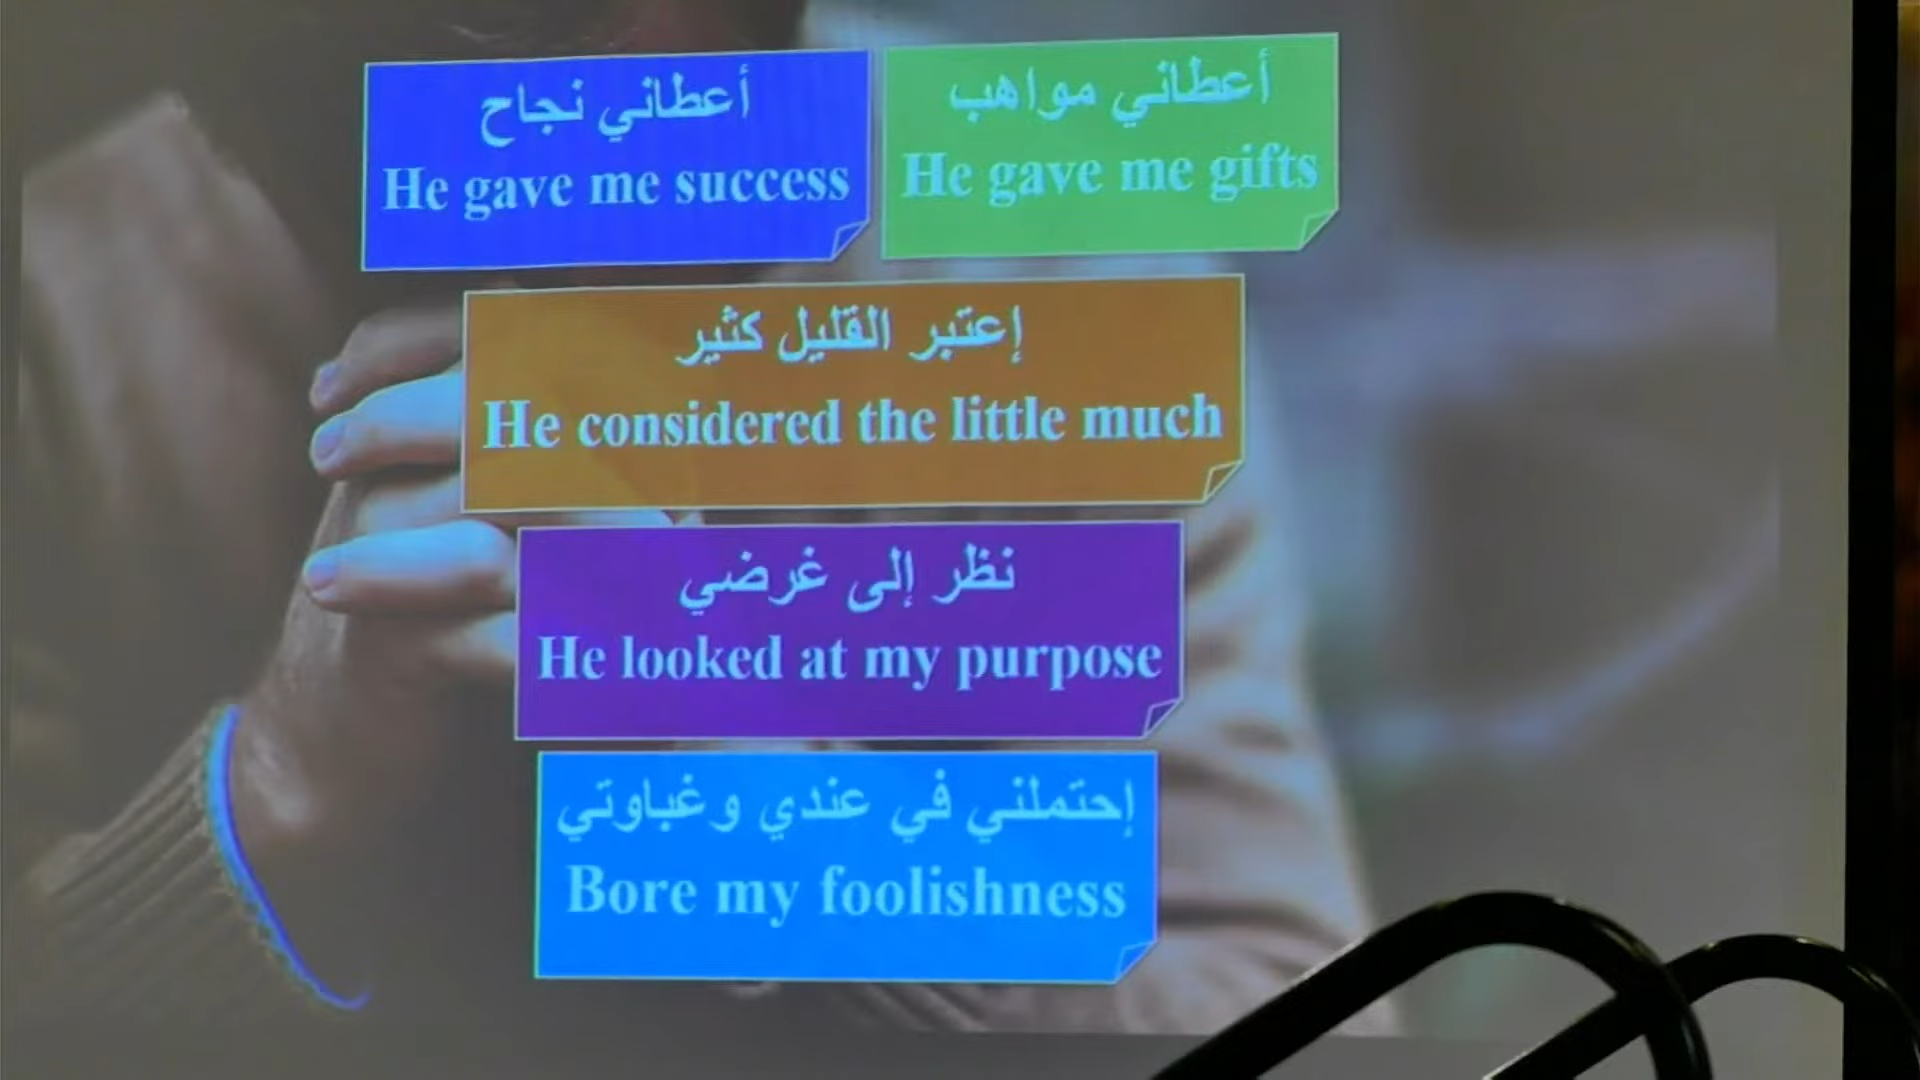 أعطاني نجاح
He gave me success
أعطاني مواهب
He gave me gifts
إعتبر القليل كثير
He considered the little much
نظر إلى غرضي
He looked at my purpose
إحتملني في عندي وغباوتي
Bore my foolishness